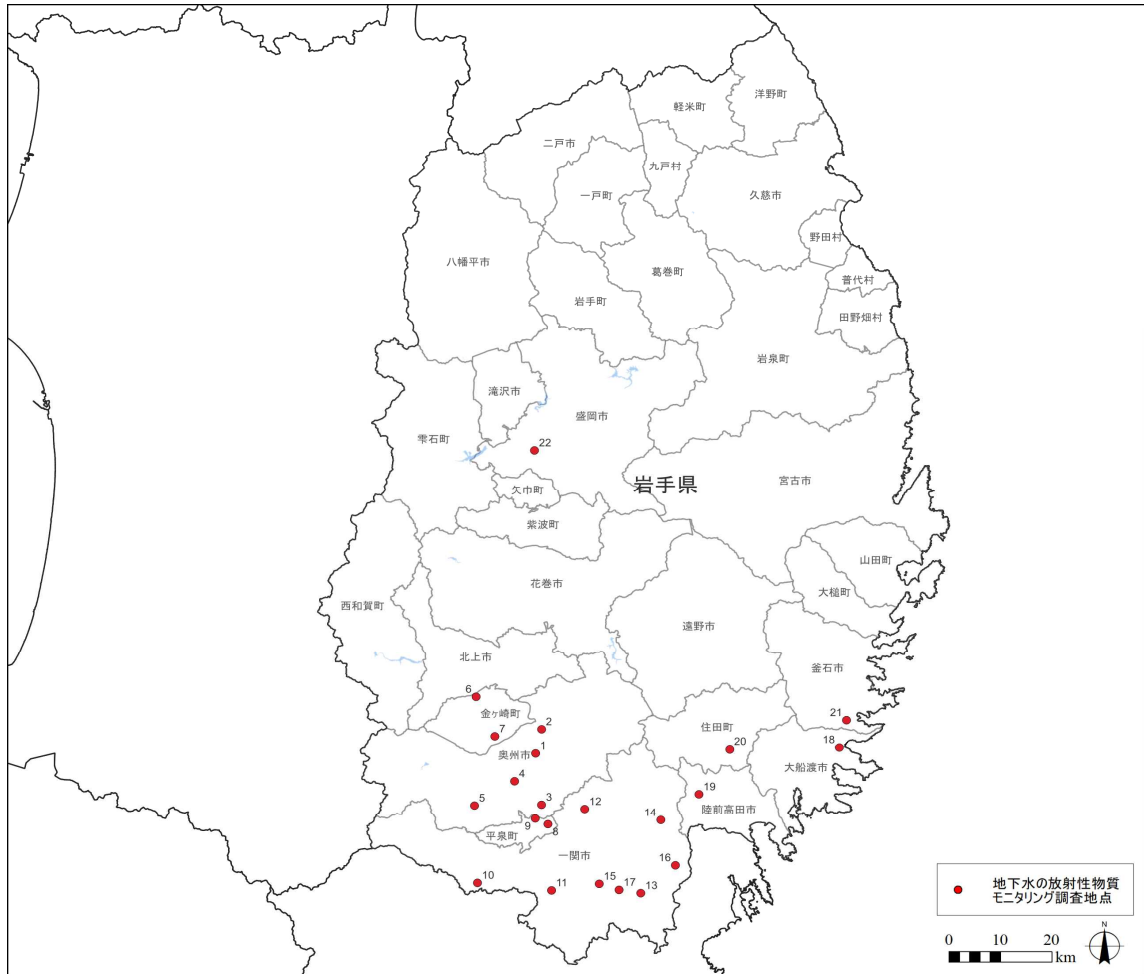 洋野町
軽米町
二戸市
九戸村
一戸町
久慈市
野田村
八幡平市
葛巻町
普代村
岩手町
田野畑村
岩泉町
滝沢市
盛岡市
雫石町
22
岩手県
宮古市
矢巾町
紫波町
山田町
花巻市
大槌町
西和賀町
遠野市
北上市
釜石市
6
金ヶ崎町
21
2
住田町
7
18
20
1
奥州市
大船渡市
4
19
5
3
12
陸前高田市
9
14
8
平泉町
一関市
16
10
15
17
11
13
地下水の放射性物質
モニタリング調査地点
N
0 10 20
km